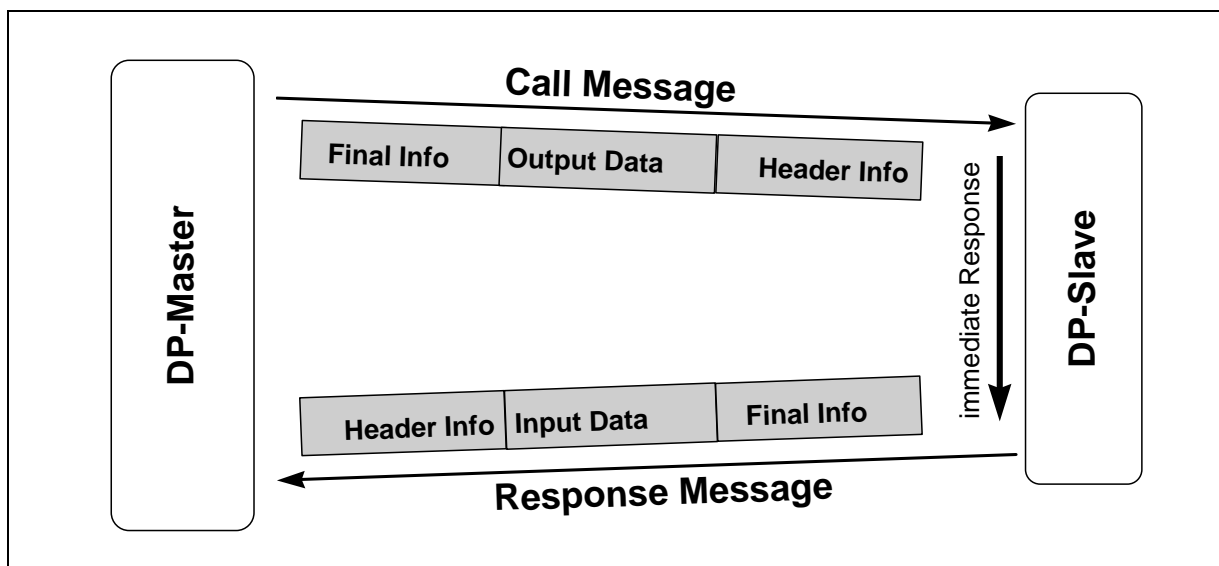 Call Message
Final Info
Output Data
Header Info
DP-Master
immediate Response
DP-Slave
Header Info
Input Data
Final Info
Response Message